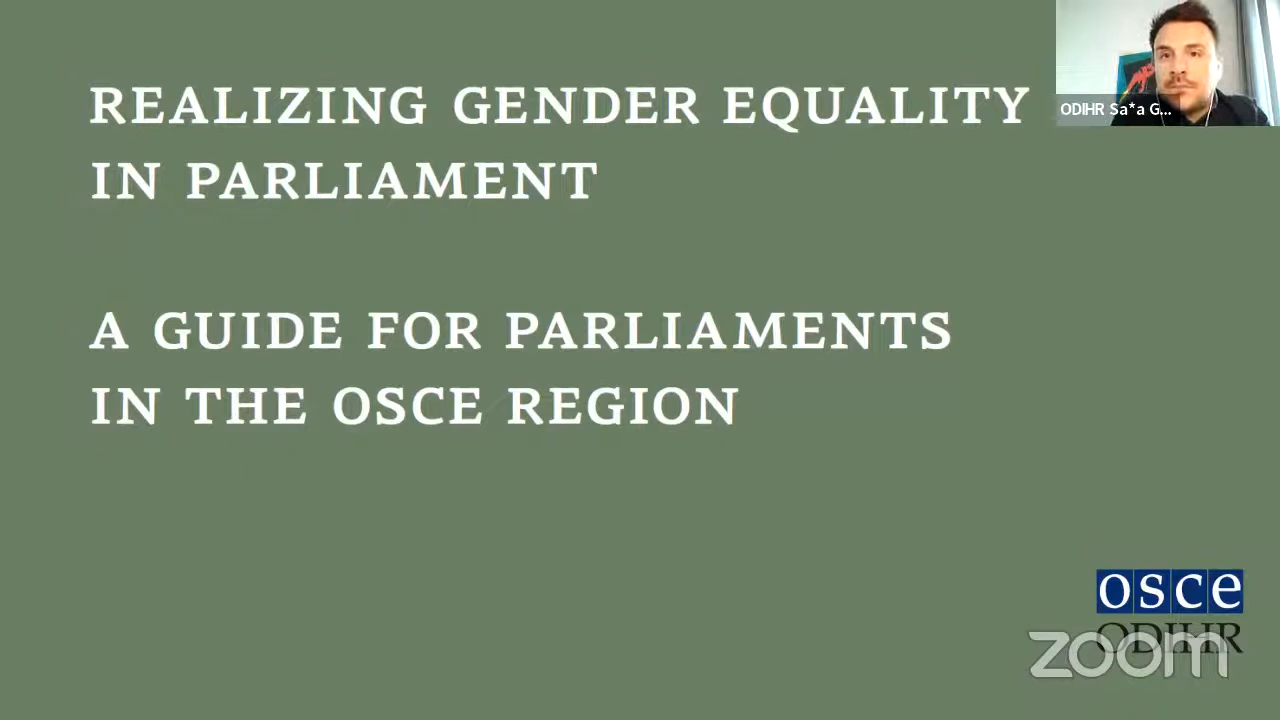 REALIZING GENDER EQUALITY
IN PARLIAMENT
A GUIDE FOR PARLIAMENTS
IN THE OSCE REGION
ODIHR Sa*a G...
osce
ODIHR
zoom